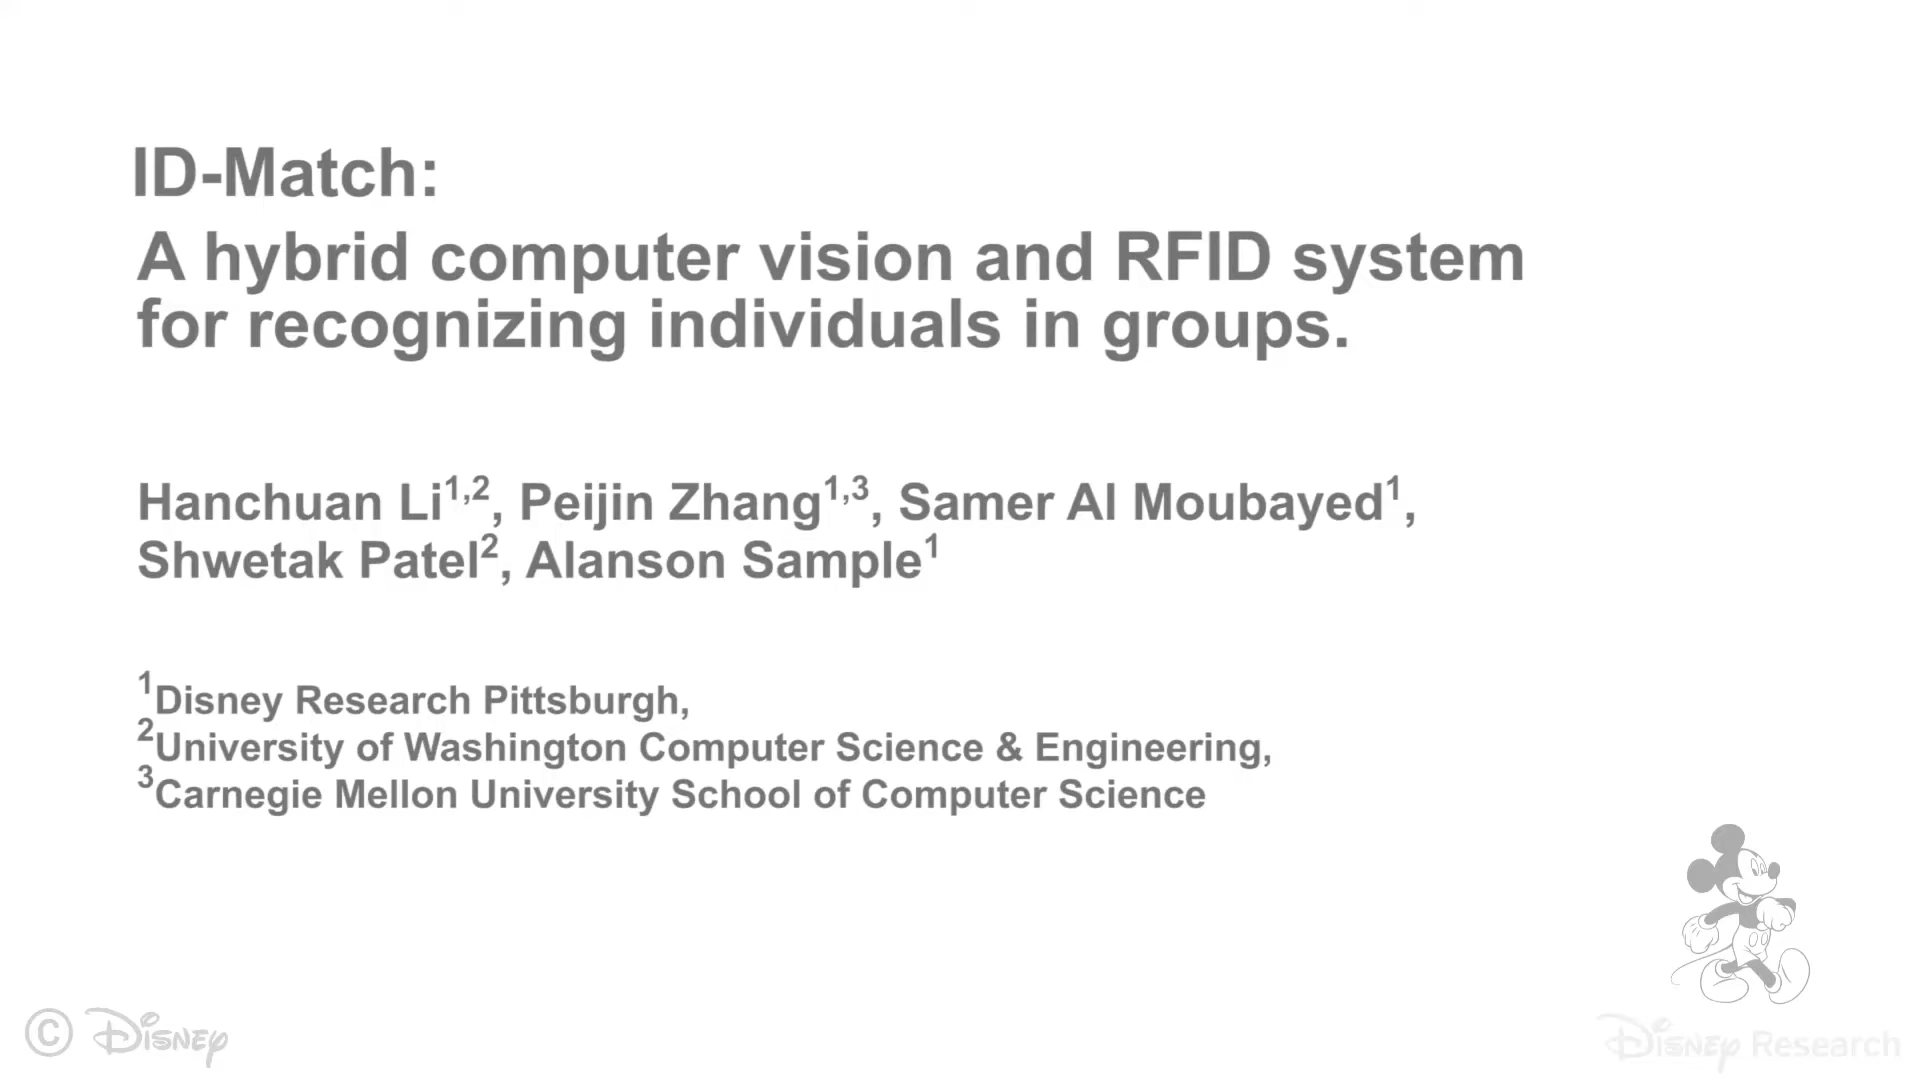 ID-Match:
A hybrid computer vision and RFID system
for recognizing individuals in groups.
Hanchuan Li1,2, Peijin Zhang1,3, Samer Al Moubayed1,
Shwetak Patel2, Alanson Sample1
1Disney Research Pittsburgh,
2University of Washington Computer Science & Engineering,
3Carnegie Mellon University School of Computer Science
© Disney
Disney Research